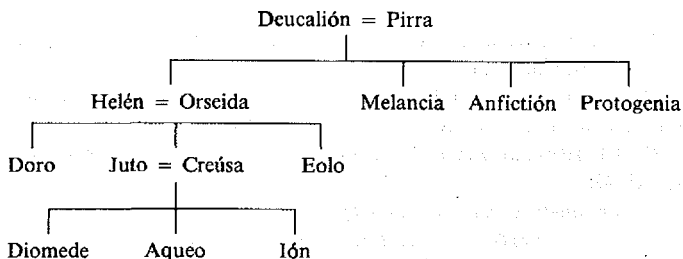 Deucalión = Pirra
Helén = Orseida Melancia Anfictión Protogenia
Doro Juto = Creúsa Eolo
Diomede Aqueo Ión